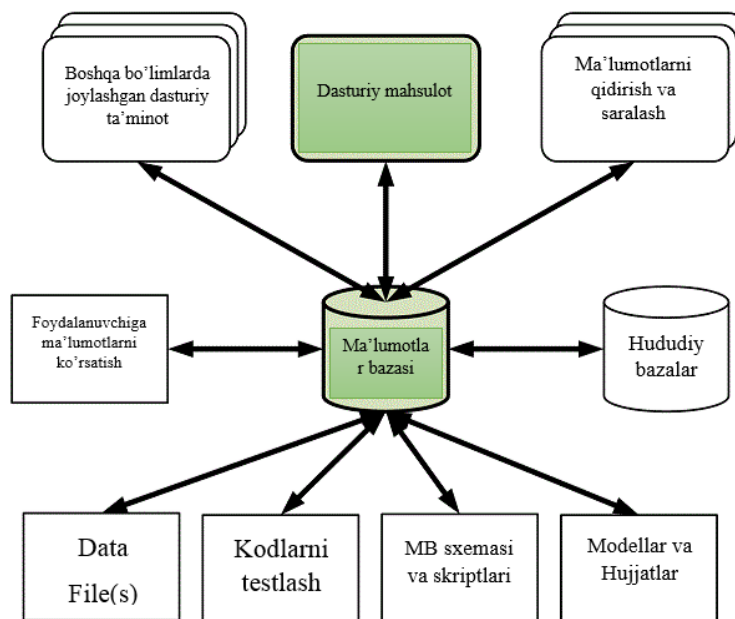 Boshqa bo’limlarda
joylashgan dasturiy
ta’minot
Dasturiy mahsulot
Ma’lumotlarni
qidirish va
saralash
Foydalanuvchiga
ma’lumotlarni
ko’rsatish
Ma’lumotla
r bazasi
Hududiy
bazalar
Data
File(s)
Kodlarni
testlash
MB sxemasi
va skriptlari
Modellar va
Hujjatlar